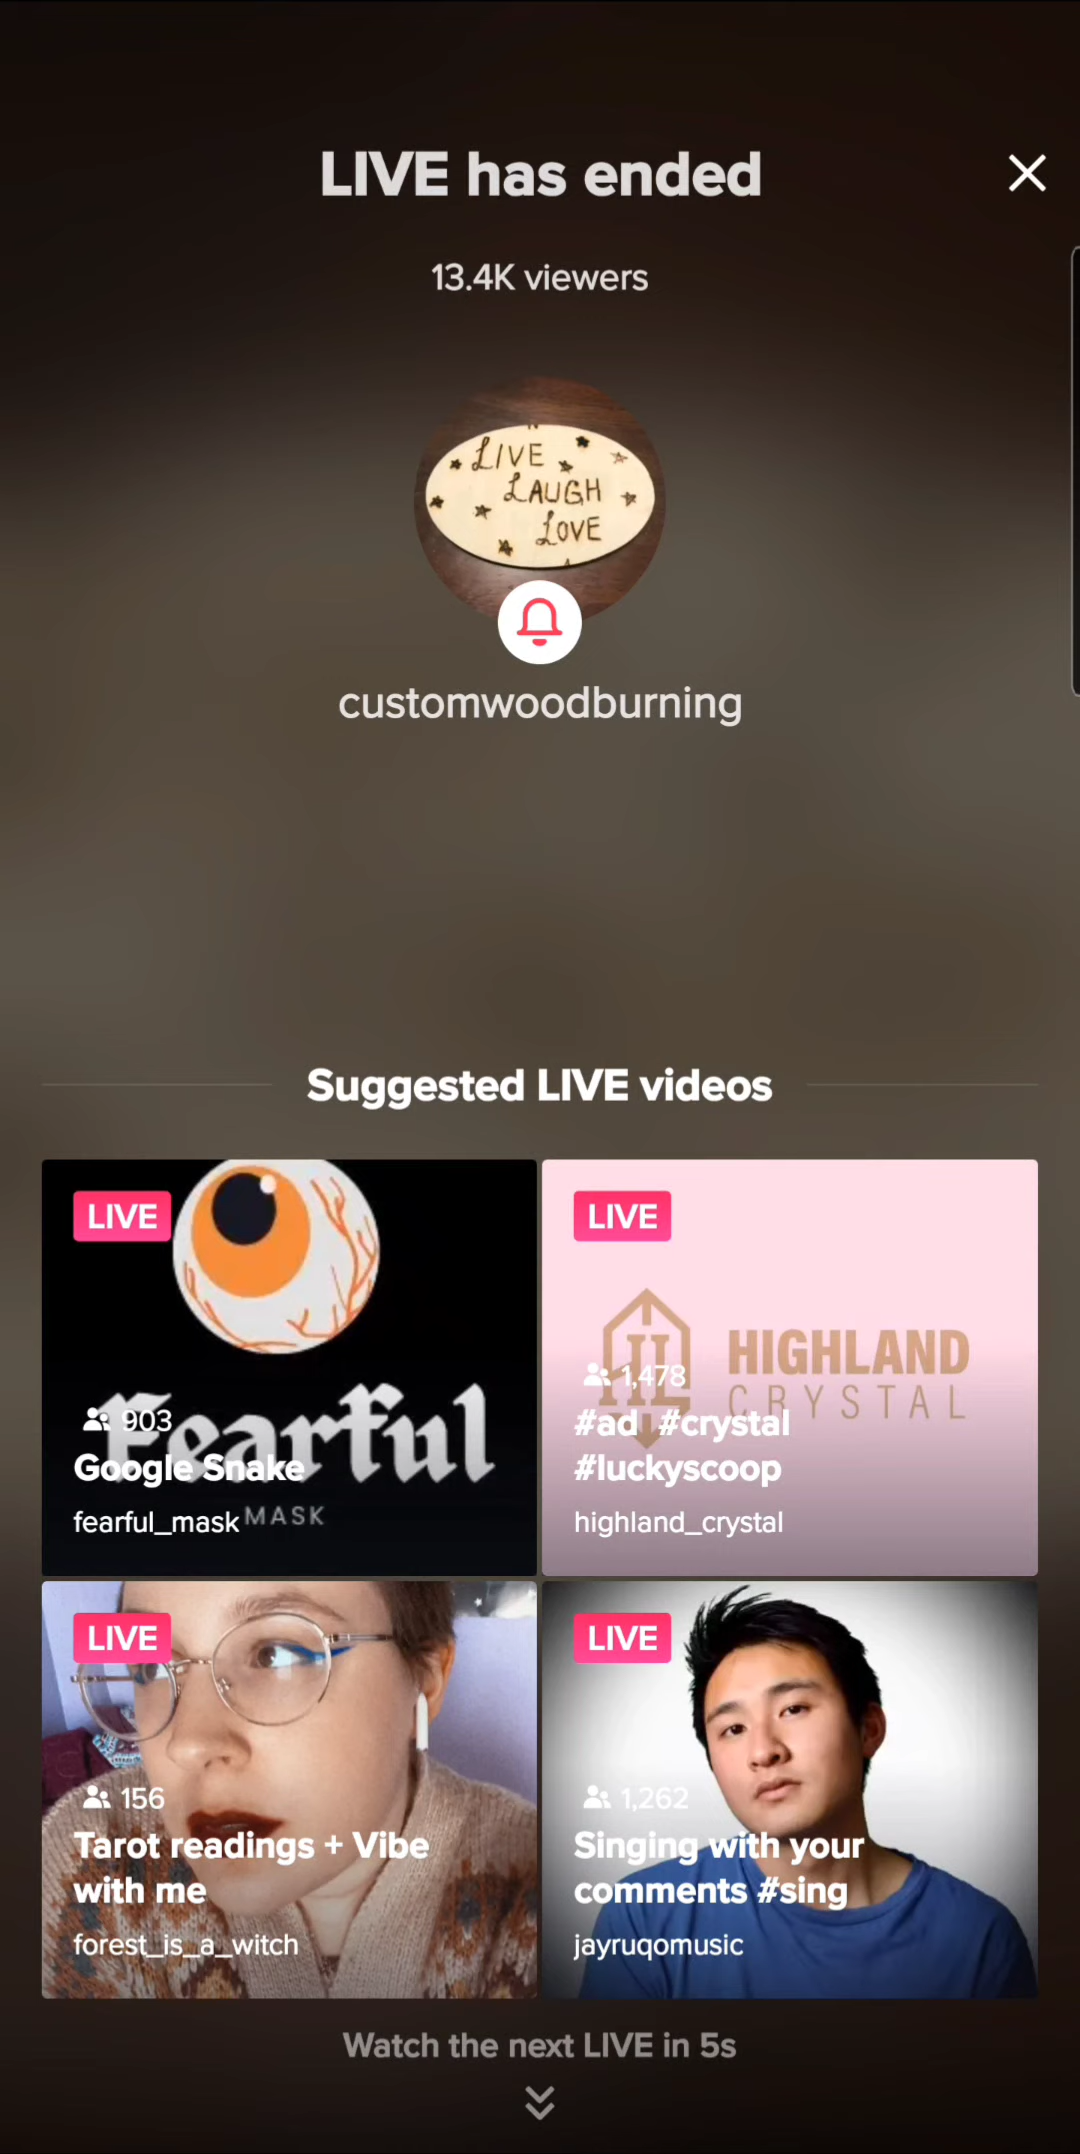 LIVE has ended
13.4K viewers
LIVE
LAUGH
LOVE
customwoodburning
Suggested LIVE videos
LIVE
Fearful
MASK
903
Google Snake
fearful_mask
LIVE
HIGHLAND
CRYSTAL
1,478
#ad #crystal
#luckyscoop
highland_crystal
LIVE
156
Tarot readings + Vibe
with me
forest_is_a_witch
LIVE
1,262
Singing with your
comments #sing
jayruqomusic
Watch the next LIVE in 5s